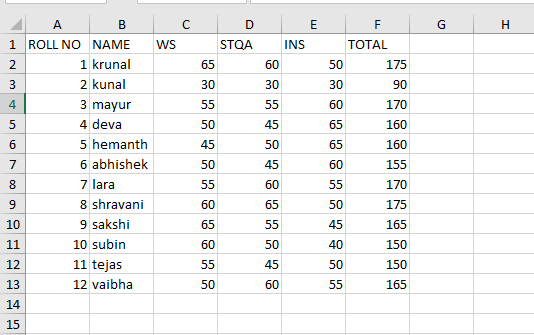 A B C D E F G H
1 ROLL NO NAME WS STQA INS TOTAL
2 1 krunal 65 60 50 175
3 2 kunal 30 30 30 90
4 3 mayur 55 55 60 170
5 4 deva 50 45 65 160
6 5 hemanth 45 50 65 160
7 6 abhishek 50 45 60 155
8 7 lara 55 60 55 170
9 8 shravani 60 65 50 175
10 9 sakshi 65 55 45 165
11 10 subin 60 50 40 150
12 11 tejas 55 45 50 150
13 12 vaibha 50 60 55 165
14
15